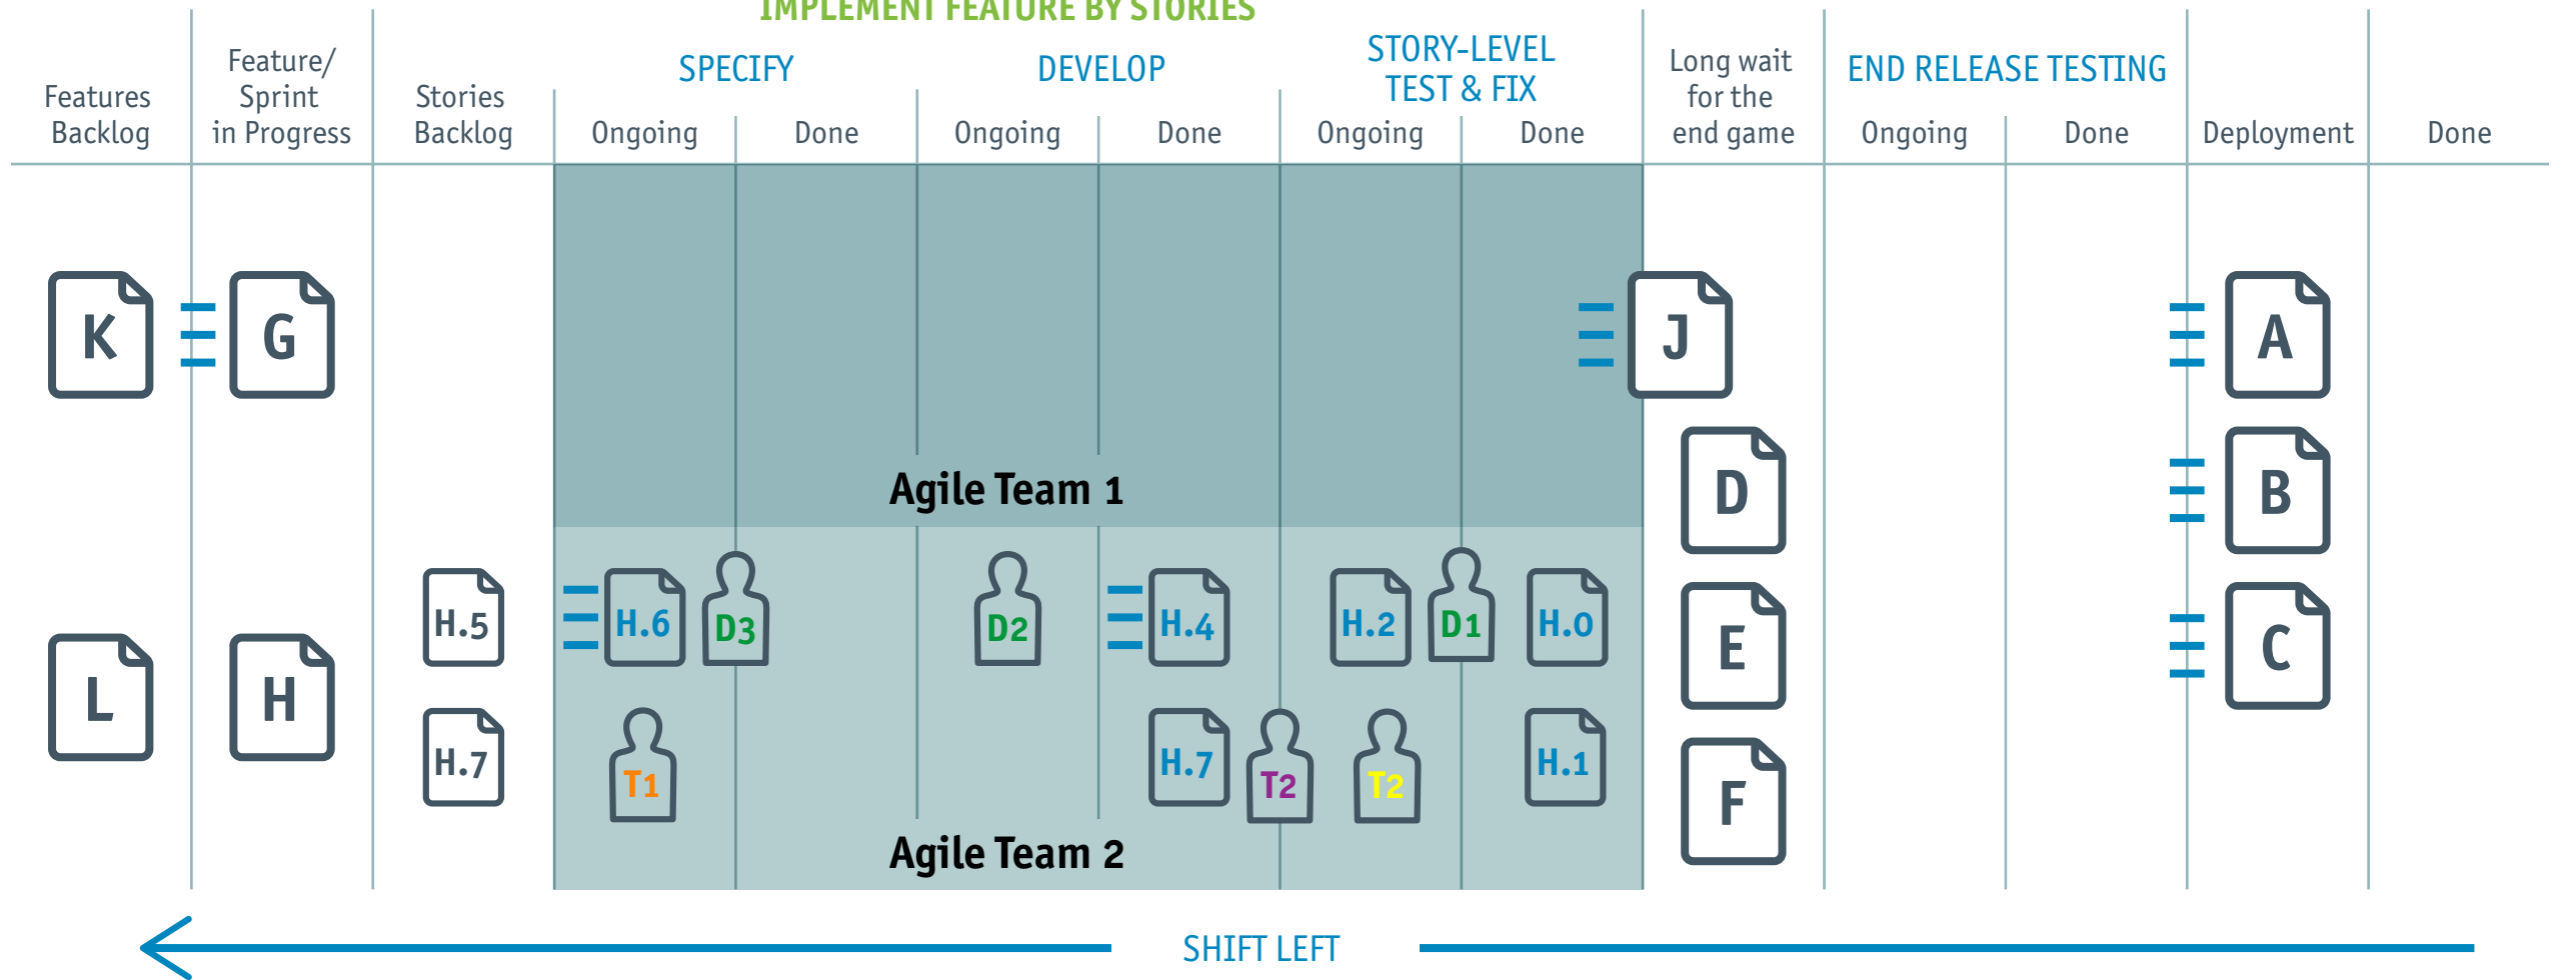 IMPLEMENT FEATURE BY STORIES
Features
Backlog
Feature/
Sprint
in Progress
Stories
Backlog
SPECIFY
Ongoing
Done
DEVELOP
Ongoing
Done
STORY-LEVEL
TEST & FIX
Ongoing
Done
Long wait
for the
end game
END RELEASE TESTING
Ongoing
Done
Deployment
Done
K
G
J
A
D
B
Agile Team 1
H.5
H.6
D3
D2
H.4
H.2
D1
H.0
E
C
L
H
H.7
T1
H.7
T2
T2
H.1
F
Agile Team 2
SHIFT LEFT